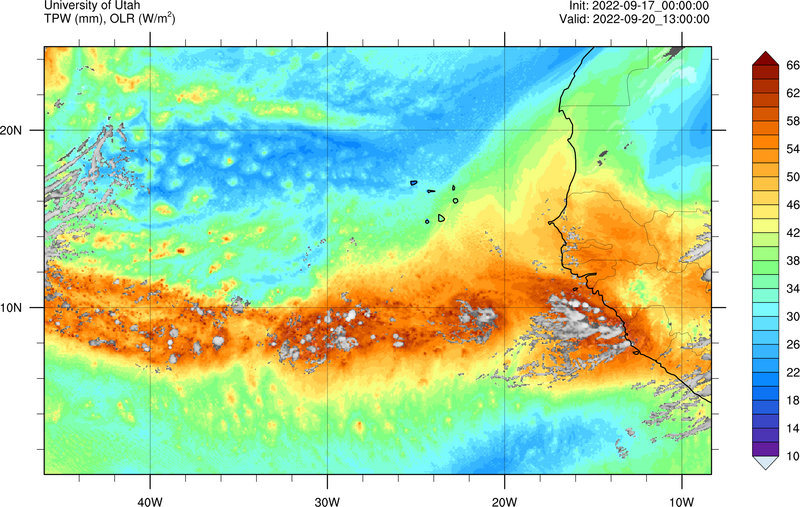 University of Utah
TPW (mm), OLR (W/m²)
Init: 2022-09-17_00:00:00
Valid: 2022-09-20_13:00:00
20N
10N
40W
30W
20W
10W
66
62
58
54
50
46
42
38
34
30
26
22
18
14
10